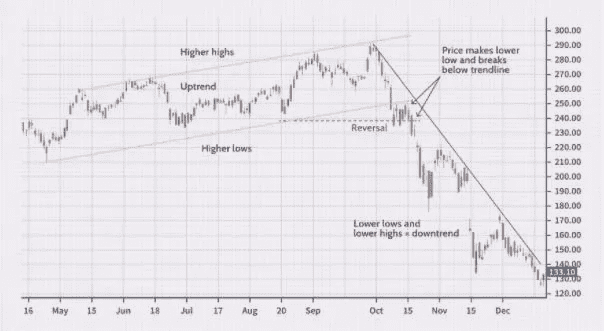 300.00
Higher highs
290.00
Price makes lower
low and breaks
below trendline
280.00
270.00
Uptrend
260.00
250.00
240.00
Reversal
230.00
Higher lows
220.00
210.00
200.00
190.00
180.00
Lower lows and
lower highs = downtrend
170.00
160.00
150.00
140.00
133.10
130.00
120.00
16 May 15 Jun 18 Jul 17 Aug 20 Sep Oct 15 Nov 15 Dec